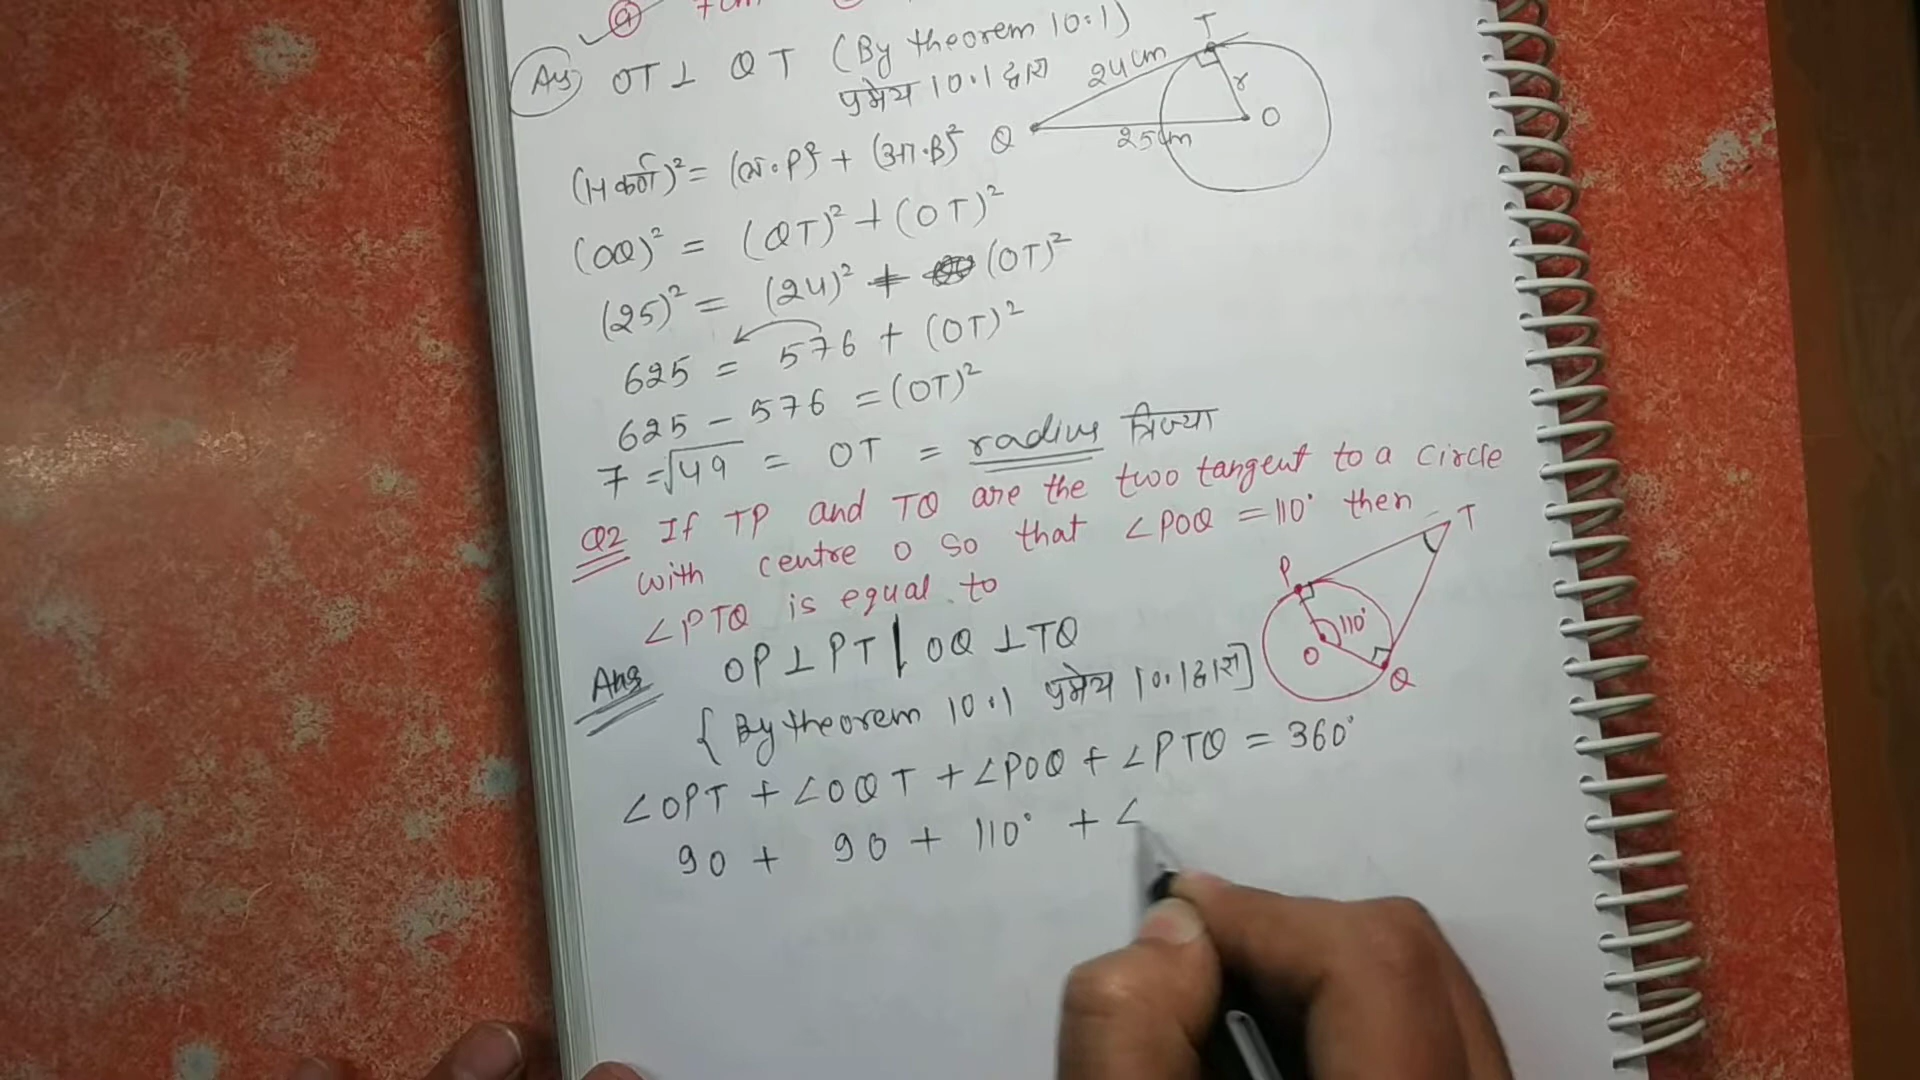 (a) 7cm
Ans OT ⊥ QT (By theorem 10.1)
प्रमेय 10.1 द्वारा
(H कर्ण)² = (ल.P)² + (आ.B)²
(OQ)² = (QT)² + (OT)²
(25)² = (24)² + (OT)²
625 = 576 + (OT)²
625 - 576 = (OT)²
7 = √49 = OT = radius त्रिज्या
T
24cm
r
Q
25cm
O
Q2 If TP and TQ are the two tangent to a circle
with centre O so that ∠POQ = 110° then
∠PTQ is equal to
T
P
110°
O
Q
Ans OP ⊥ PT | OQ ⊥ TQ
{By theorem 10.1 प्रमेय 10.1 द्वारा]
∠OPT + ∠OQT + ∠POQ + ∠PTQ = 360°
90 + 90 + 110° + ∠